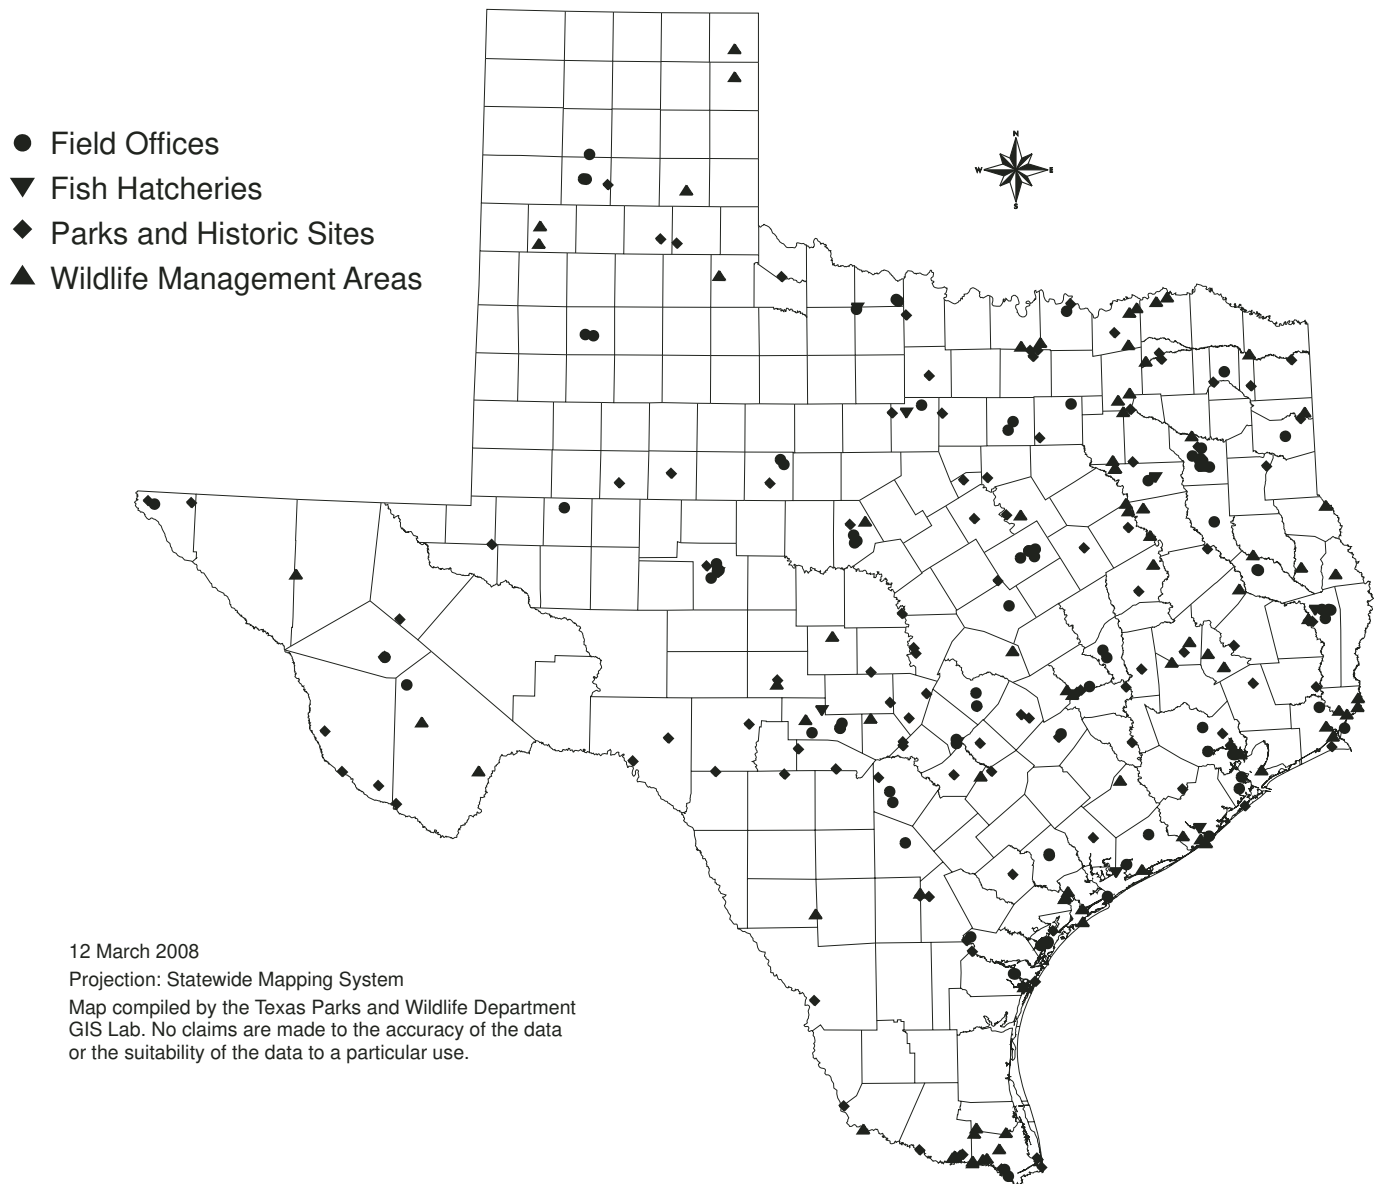 Field Offices
Fish Hatcheries
Parks and Historic Sites
Wildlife Management Areas
N
W E
S
12 March 2008
Projection: Statewide Mapping System
Map compiled by the Texas Parks and Wildlife Department
GIS Lab. No claims are made to the accuracy of the data
or the suitability of the data to a particular use.